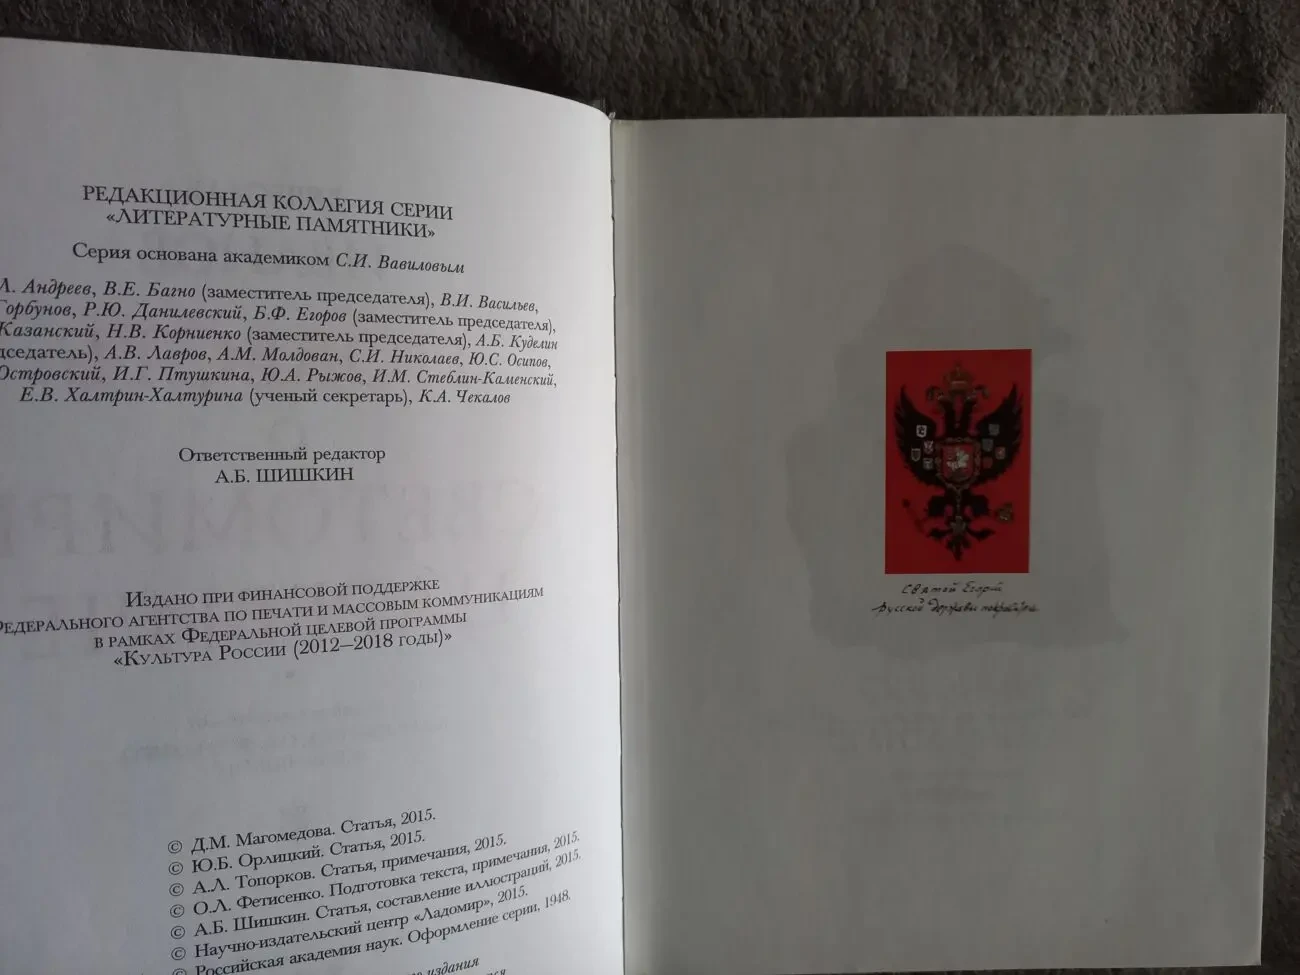 РЕДАКЦИОННАЯ КОЛЛЕГИЯ СЕРИИ
«ЛИТЕРАТУРНЫЕ ПАМЯТНИКИ»
Серия основана академиком С.И. Вавиловым
Л. Андреев, В.Е. Багно (заместитель председателя), В.И. Васильев,
Горбунов, Р.Ю. Данилевский, Б.Ф. Егоров (заместитель председателя),
Казанский, Н.В. Корниенко (заместитель председателя), А.Б. Куделин
дседатель), А.В. Лавров, А.М. Молдован, С.И. Николаев, Ю.С. Осипов,
Островский, И.Г. Птушкина, Ю.А. Рыжов, И.М. Стеблин-Каменский,
Е.В. Халтрин-Халтурина (ученый секретарь), К.А. Чекалов
Ответственный редактор
А.Б. ШИШКИН
Издано при финансовой поддержке
Федерального агентства по печати и массовым коммуникациям
в рамках Федеральной целевой программы
«Культура России (2012–2018 годы)»
© Д.М. Магомедова. Статья, 2015.
© Ю.Б. Орлицкий. Статья, 2015.
© А.Л. Топорков. Статья, примечания, 2015.
© О.Л. Фетисенко. Подготовка текста, примечания, 2015.
© А.Б. Шишкин. Статья, составление иллюстраций, 2015.
© Научно-издательский центр «Ладомир», 2015.
© Российская академия наук. Оформление серии, 1948.
издания
Святой Егорий
Русской державы